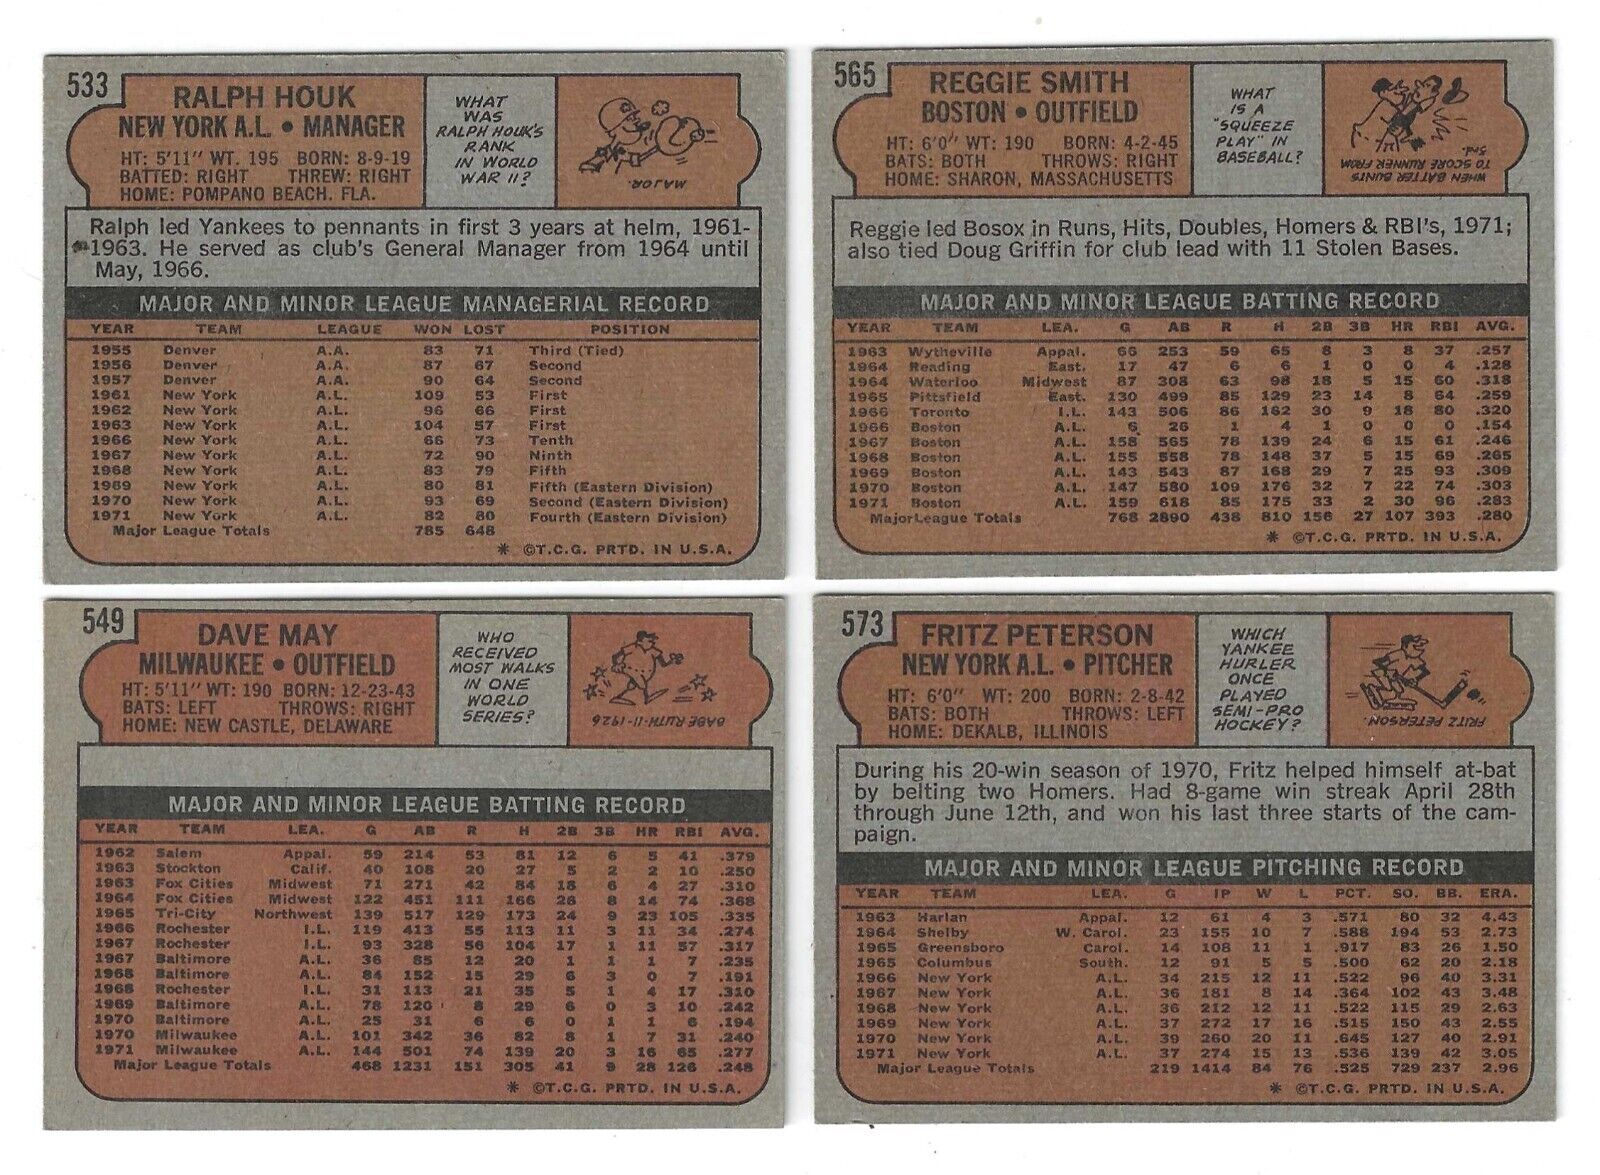 533
RALPH HOUK
NEW YORK A.L. • MANAGER
HT: 5'11" WT. 195 BORN: 8-9-19
BATTED: RIGHT THREW: RIGHT
HOME: POMPANO BEACH. FLA.
WHAT
WAS
RALPH HOUK'S
RANK
IN WORLD
WAR II?
MAJOR.
Ralph led Yankees to pennants in first 3 years at helm, 1961-
1963. He served as club's General Manager from 1964 until
May, 1966.
MAJOR AND MINOR LEAGUE MANAGERIAL RECORD
YEAR TEAM LEAGUE WON LOST POSITION
1955 Denver A.A. 83 71 Third (Tied)
1956 Denver A.A. 87 67 Second
1957 Denver A.A. 90 64 Second
1961 New York A.L. 109 53 First
1962 New York A.L. 96 66 First
1963 New York A.L. 104 57 First
1966 New York A.L. 66 73 Tenth
1967 New York A.L. 72 90 Ninth
1968 New York A.L. 83 79 Fifth
1969 New York A.L. 80 81 Fifth (Eastern Division)
1970 New York A.L. 93 69 Second (Eastern Division)
1971 New York A.L. 82 80 Fourth (Eastern Division)
Major League Totals 785 648
* ©T.C.G. PRTD. IN U.S.A.
565
REGGIE SMITH
BOSTON • OUTFIELD
HT: 6'0" WT: 190 BORN: 4-2-45
BATS: BOTH THROWS: RIGHT
HOME: SHARON, MASSACHUSETTS
WHAT
IS A
"SQUEEZE
PLAY" IN
BASEBALL?
WHEN BATTER BUNTS
TO SCORE RUNNER FROM
3rd.
Reggie led Bosox in Runs, Hits, Doubles, Homers & RBI's, 1971;
also tied Doug Griffin for club lead with 11 Stolen Bases.
MAJOR AND MINOR LEAGUE BATTING RECORD
YEAR TEAM LEA. G AB R H 2B 3B HR RBI AVG.
1963 Wytheville Appal. 66 253 59 65 8 3 8 37 .257
1964 Reading East. 17 47 6 6 1 0 0 4 .128
1964 Waterloo Midwest 87 308 63 98 18 5 15 60 .318
1965 Pittsfield East. 130 499 85 129 23 14 8 64 .259
1966 Toronto I.L. 143 506 86 162 30 9 18 80 .320
1966 Boston A.L. 6 26 1 4 1 0 0 0 .154
1967 Boston A.L. 158 565 78 139 24 6 15 61 .246
1968 Boston A.L. 155 558 78 148 37 5 15 69 .265
1969 Boston A.L. 143 543 87 168 29 7 25 93 .309
1970 Boston A.L. 147 580 109 176 32 7 22 74 .303
1971 Boston A.L. 159 618 85 175 33 2 30 96 .283
Major League Totals 768 2890 438 810 156 27 107 393 .280
* ©T.C.G. PRTD. IN U.S.A.
549
DAVE MAY
MILWAUKEE • OUTFIELD
HT: 5'11" WT: 190 BORN: 12-23-43
BATS: LEFT THROWS: RIGHT
HOME: NEW CASTLE, DELAWARE
WHO
RECEIVED
MOST WALKS
IN ONE
WORLD
SERIES?
BABE RUTH-11-1926
MAJOR AND MINOR LEAGUE BATTING RECORD
YEAR TEAM LEA. G AB R H 2B 3B HR RBI AVG.
1962 Salem Appal. 59 214 53 81 12 6 5 41 .379
1963 Stockton Calif. 40 108 20 27 5 2 2 10 .250
1963 Fox Cities Midwest 71 271 42 84 18 6 4 27 .310
1964 Fox Cities Midwest 122 451 111 166 28 8 14 74 .368
1965 Tri-City Northwest 139 517 129 173 24 9 23 105 .335
1966 Rochester I.L. 119 413 55 113 11 3 11 34 .274
1967 Rochester I.L. 93 328 56 104 17 1 11 57 .317
1967 Baltimore A.L. 36 85 12 20 1 1 1 7 .235
1968 Baltimore A.L. 84 152 15 29 6 3 0 7 .191
1968 Rochester I.L. 31 113 21 35 5 1 4 17 .310
1969 Baltimore A.L. 78 120 8 29 6 0 3 10 .242
1970 Baltimore A.L. 25 31 6 6 0 1 1 6 .194
1970 Milwaukee A.L. 101 342 36 82 8 1 7 31 .240
1971 Milwaukee A.L. 144 501 74 139 20 3 16 65 .277
Major League Totals 468 1231 151 305 41 9 28 126 .248
* ©T.C.G. PRTD. IN U.S.A.
573
FRITZ PETERSON
NEW YORK A.L. • PITCHER
HT: 6'0" WT: 200 BORN: 2-8-42
BATS: BOTH THROWS: LEFT
HOME: DEKALB, ILLINOIS
WHICH
YANKEE
HURLER
ONCE
PLAYED
SEMI-PRO
HOCKEY?
FRITZ PETERSON.
During his 20-win season of 1970, Fritz helped himself at-bat
by belting two Homers. Had 8-game win streak April 28th
through June 12th, and won his last three starts of the cam-
paign.
MAJOR AND MINOR LEAGUE PITCHING RECORD
YEAR TEAM LEA. G IP W L PCT. SO. BB. ERA.
1963 Harlan Appal. 12 61 4 3 .571 80 32 4.43
1964 Shelby W. Carol. 23 155 10 7 .588 194 53 2.73
1965 Greensboro Carol. 14 108 11 1 .917 83 26 1.50
1965 Columbus South. 12 91 5 5 .500 62 20 2.18
1966 New York A.L. 34 215 12 11 .522 96 40 3.31
1967 New York A.L. 36 181 8 14 .364 102 43 3.48
1968 New York A.L. 36 212 12 11 .522 115 29 2.63
1969 New York A.L. 37 272 17 16 .515 150 43 2.55
1970 New York A.L. 39 260 20 11 .645 127 40 2.91
1971 New York A.L. 37 274 15 13 .536 139 42 3.05
Major League Totals 219 1414 84 76 .525 729 237 2.96
* ©T.C.G. PRTD. IN U.S.A.